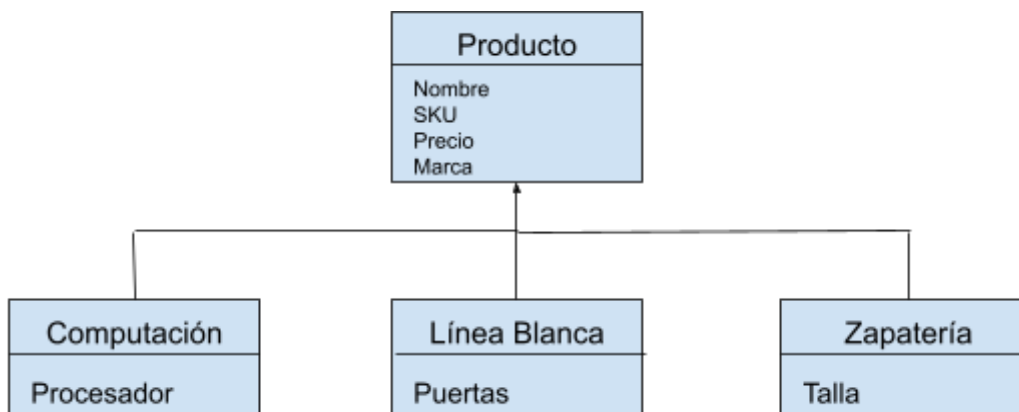 Producto
Nombre
SKU
Precio
Marca
Computación
Procesador
Línea Blanca
Puertas
Zapatería
Talla